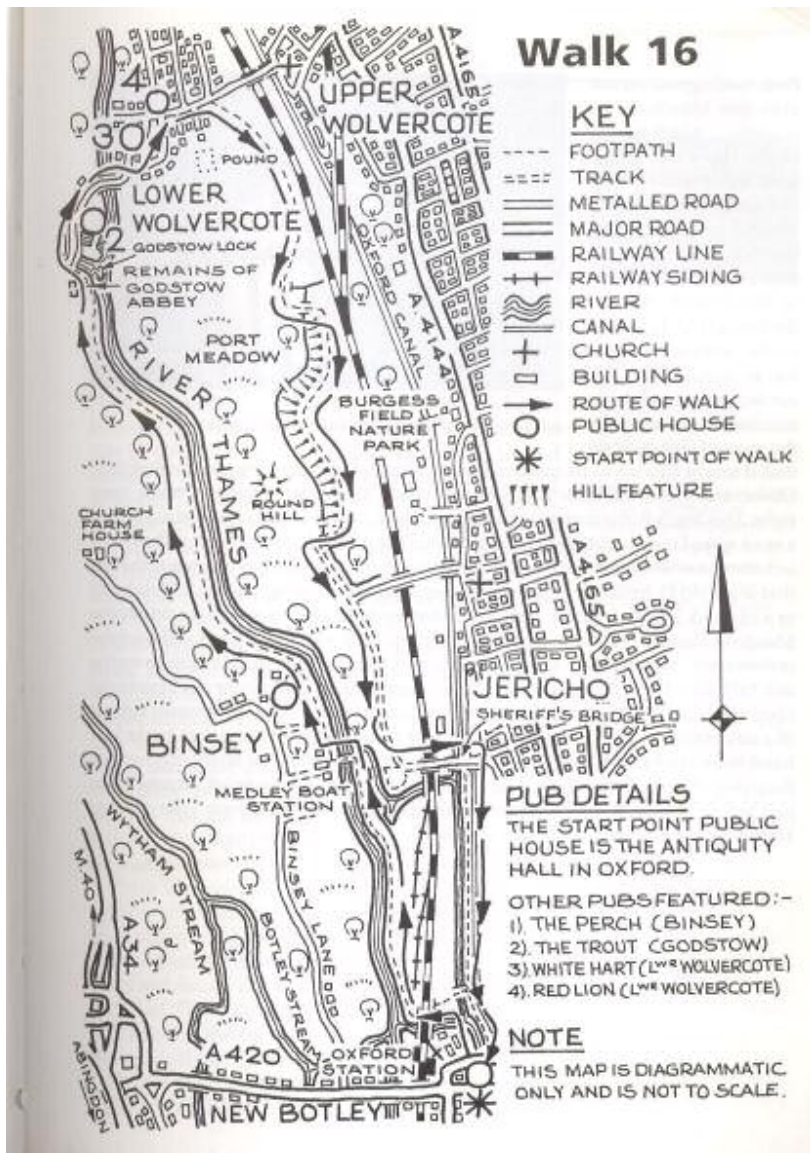 Walk 16
KEY
FOOTPATH
TRACK
METALLED ROAD
MAJOR ROAD
RAILWAY LINE
RAILWAY SIDING
RIVER
CANAL
CHURCH
BUILDING
ROUTE OF WALK
PUBLIC HOUSE
START POINT OF WALK
HILL FEATURE
A4165
4
UPPER
WOLVERCOTE
3
POUND
LOWER
WOLVERCOTE
2
GODSTOW LOCK
REMAINS OF
GODSTOW
ABBEY
OXFORD CANAL
A.4144
PORT
MEADOW
RIVER THAMES
BURGESS
FIELD
NATURE
PARK
ROUND
HILL
CHURCH
FARM
HOUSE
A4165
1
JERICHO
SHERIFF'S BRIDGE
BINSEY
MEDLEY BOAT
STATION
WYTHAM STREAM
BINSEY LANE
BOTLEY STREAM
M.40
A34
A420
OXFORD
STATION
ABINGDON
NEW BOTLEY
PUB DETAILS
THE START POINT PUBLIC
HOUSE IS THE ANTIQUITY
HALL IN OXFORD.
OTHER PUBS FEATURED:-
1). THE PERCH (BINSEY)
2). THE TROUT (GODSTOW)
3). WHITE HART (LWR WOLVERCOTE)
4). RED LION (LWR WOLVERCOTE)
NOTE
THIS MAP IS DIAGRAMMATIC
ONLY AND IS NOT TO SCALE.